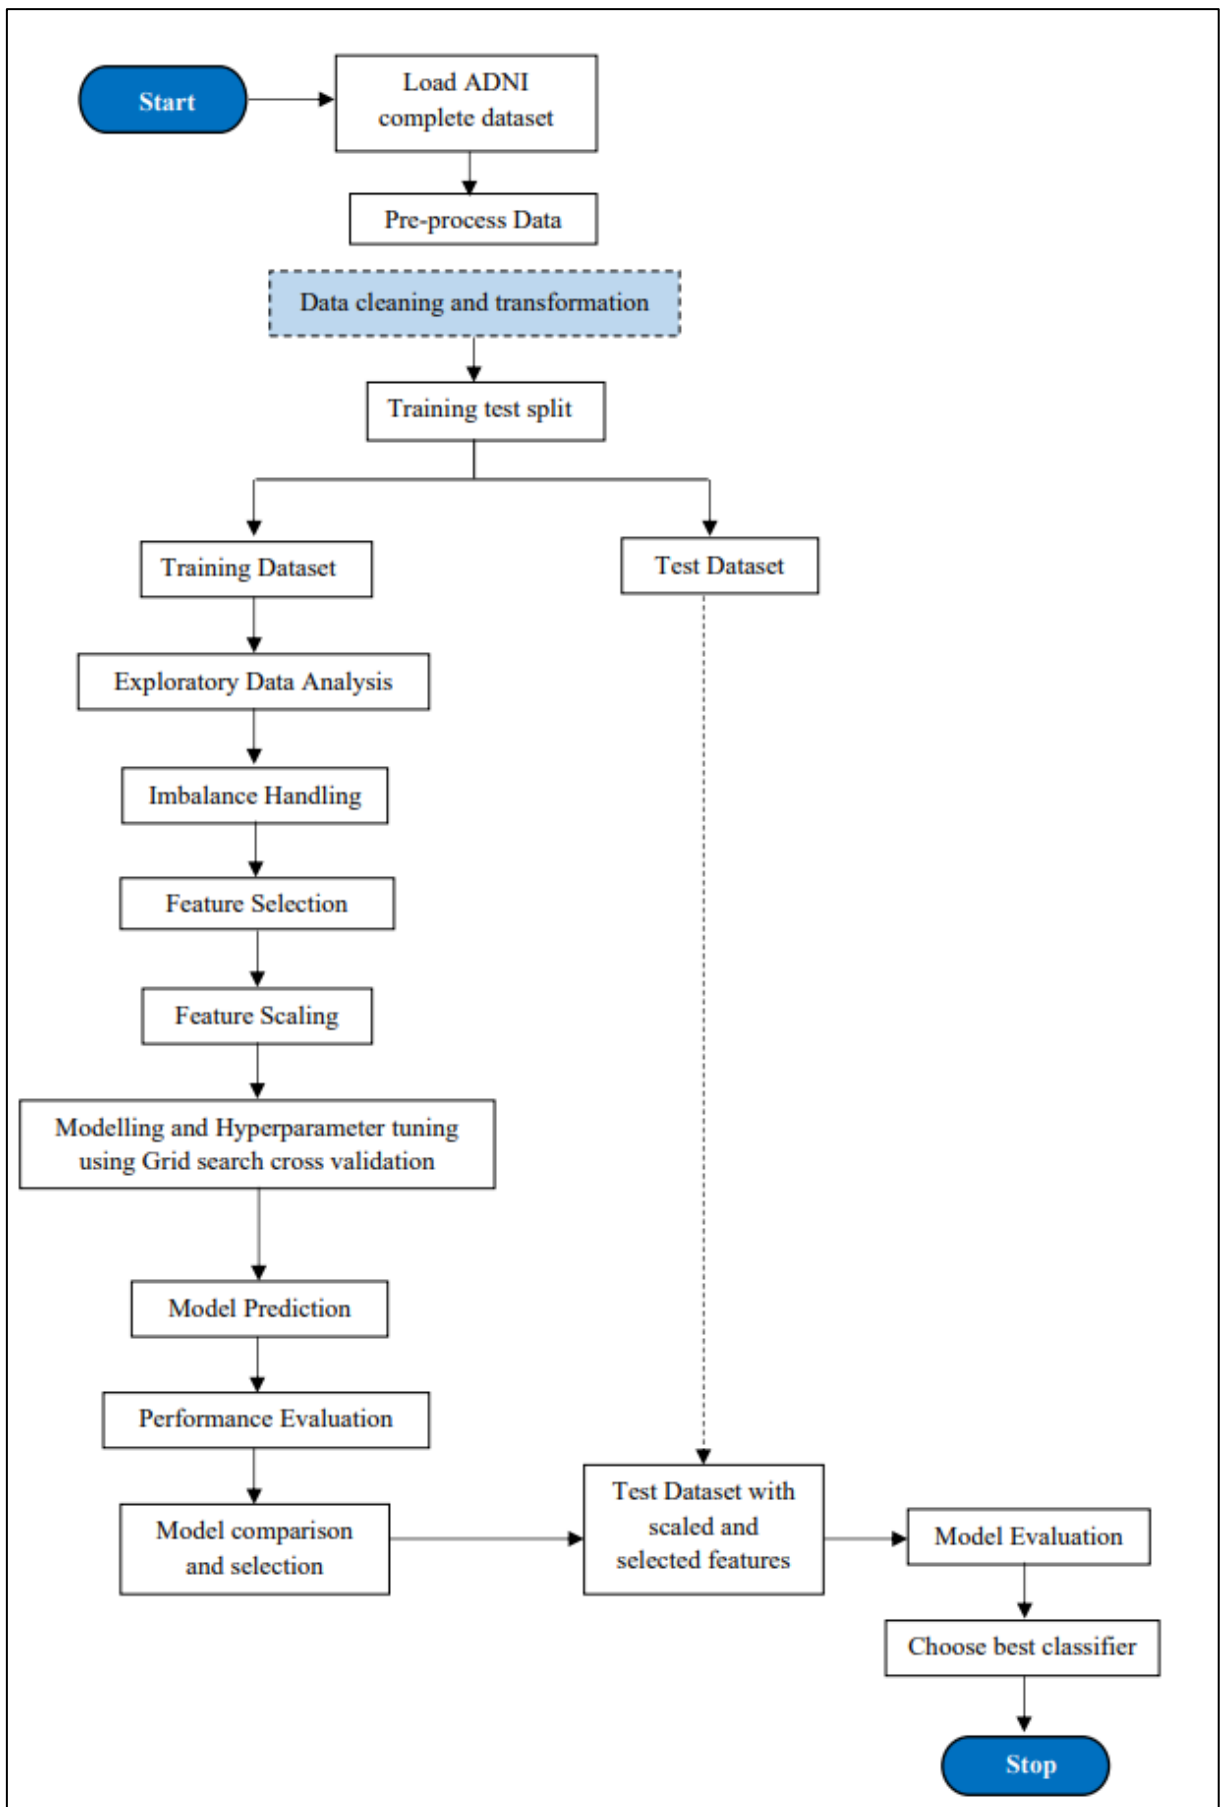 Start
Load ADNI
complete dataset
Pre-process Data
Data cleaning and transformation
Training test split
Training Dataset
Test Dataset
Exploratory Data Analysis
Imbalance Handling
Feature Selection
Feature Scaling
Modelling and Hyperparameter tuning
using Grid search cross validation
Model Prediction
Performance Evaluation
Model comparison
and selection
Test Dataset with
scaled and
selected features
Model Evaluation
Choose best classifier
Stop